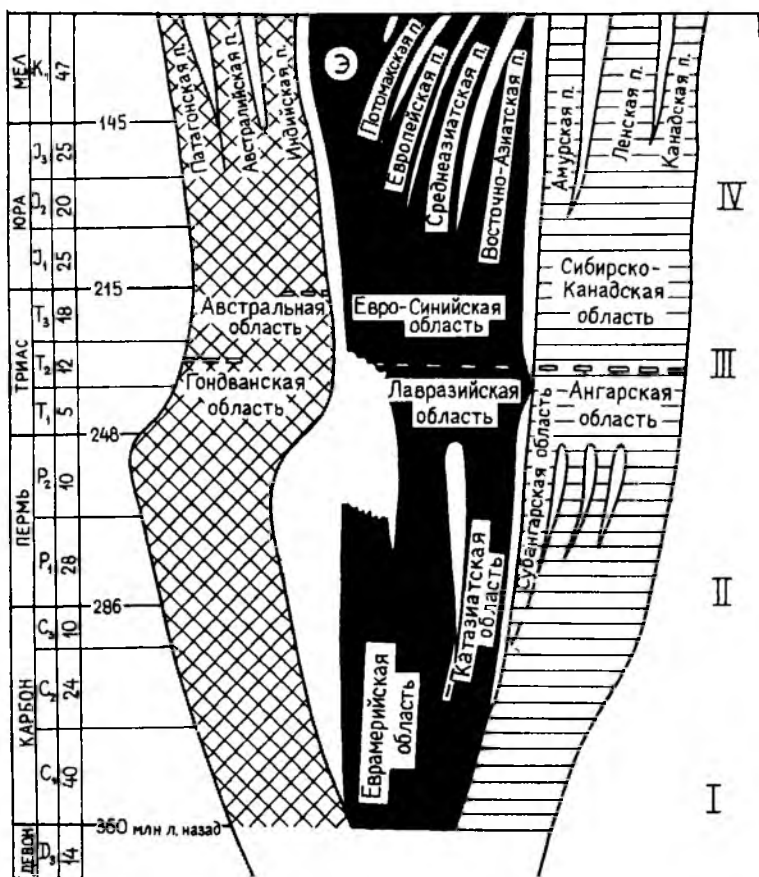 МЕЛ
K₁
47
145
ЮРА
J₃
25
J₂
20
J₁
25
215
ТРИАС
T₃
18
T₂
12
T₁
5
248
ПЕРМЬ
P₂
10
P₁
28
286
КАРБОН
C₃
10
C₂
24
C₁
40
360 млн л. назад
ДЕВОН
D₃
14
Патагонская п.
Австралийская п.
Индийская п.
Потомакская п.
Европейская п.
Среднеазиатская п.
Восточно-Азиатская п.
Амурская п.
Ленская п.
Канадская п.
Австральная
область
Евро-Синийская
область
Сибирско-
Канадская
область
Гондванская
область
Лавразийская
область
Ангарская
область
Субангарская область
Катазиатская
область
Еврамерийская
область
IV
III
II
I